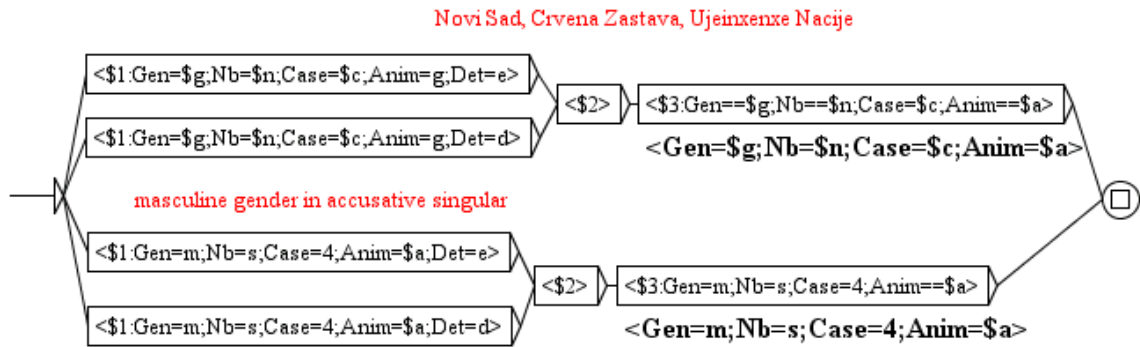 Novi Sad, Crvena Zastava, Ujeinxenxe Nacije
<$1:Gen=$g;Nb=$n;Case=$c;Anim=g;Det=e>
<$2>
<$3:Gen==$g;Nb==$n;Case=$c;Anim==$a>
<$1:Gen=$g;Nb=$n;Case=$c;Anim=g;Det=d>
<Gen=$g;Nb=$n;Case=$c;Anim=$a>
masculine gender in accusative singular
<$1:Gen=m;Nb=s;Case=4;Anim=$a;Det=e>
<$2>
<$3:Gen=m;Nb=s;Case=4;Anim==$a>
<$1:Gen=m;Nb=s;Case=4;Anim=$a;Det=d>
<Gen=m;Nb=s;Case=4;Anim=$a>